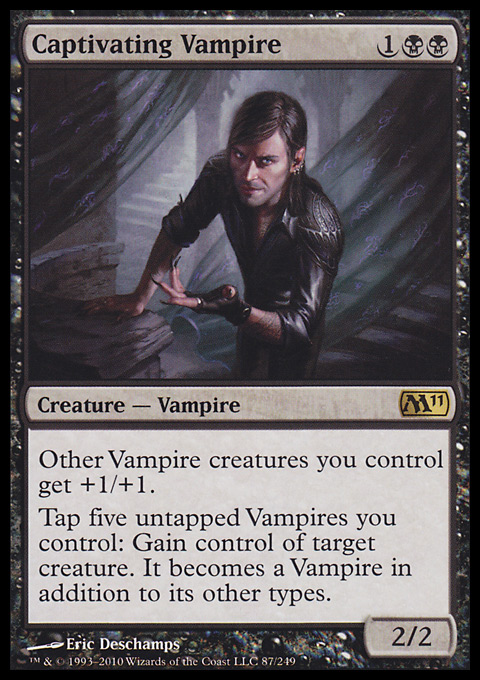 Captivating Vampire 1
Creature — Vampire M11
Other Vampire creatures you control
get +1/+1.
Tap five untapped Vampires you
control: Gain control of target
creature. It becomes a Vampire in
addition to its other types.
Eric Deschamps
2/2
™ & © 1993–2010 Wizards of the Coast LLC 87/249